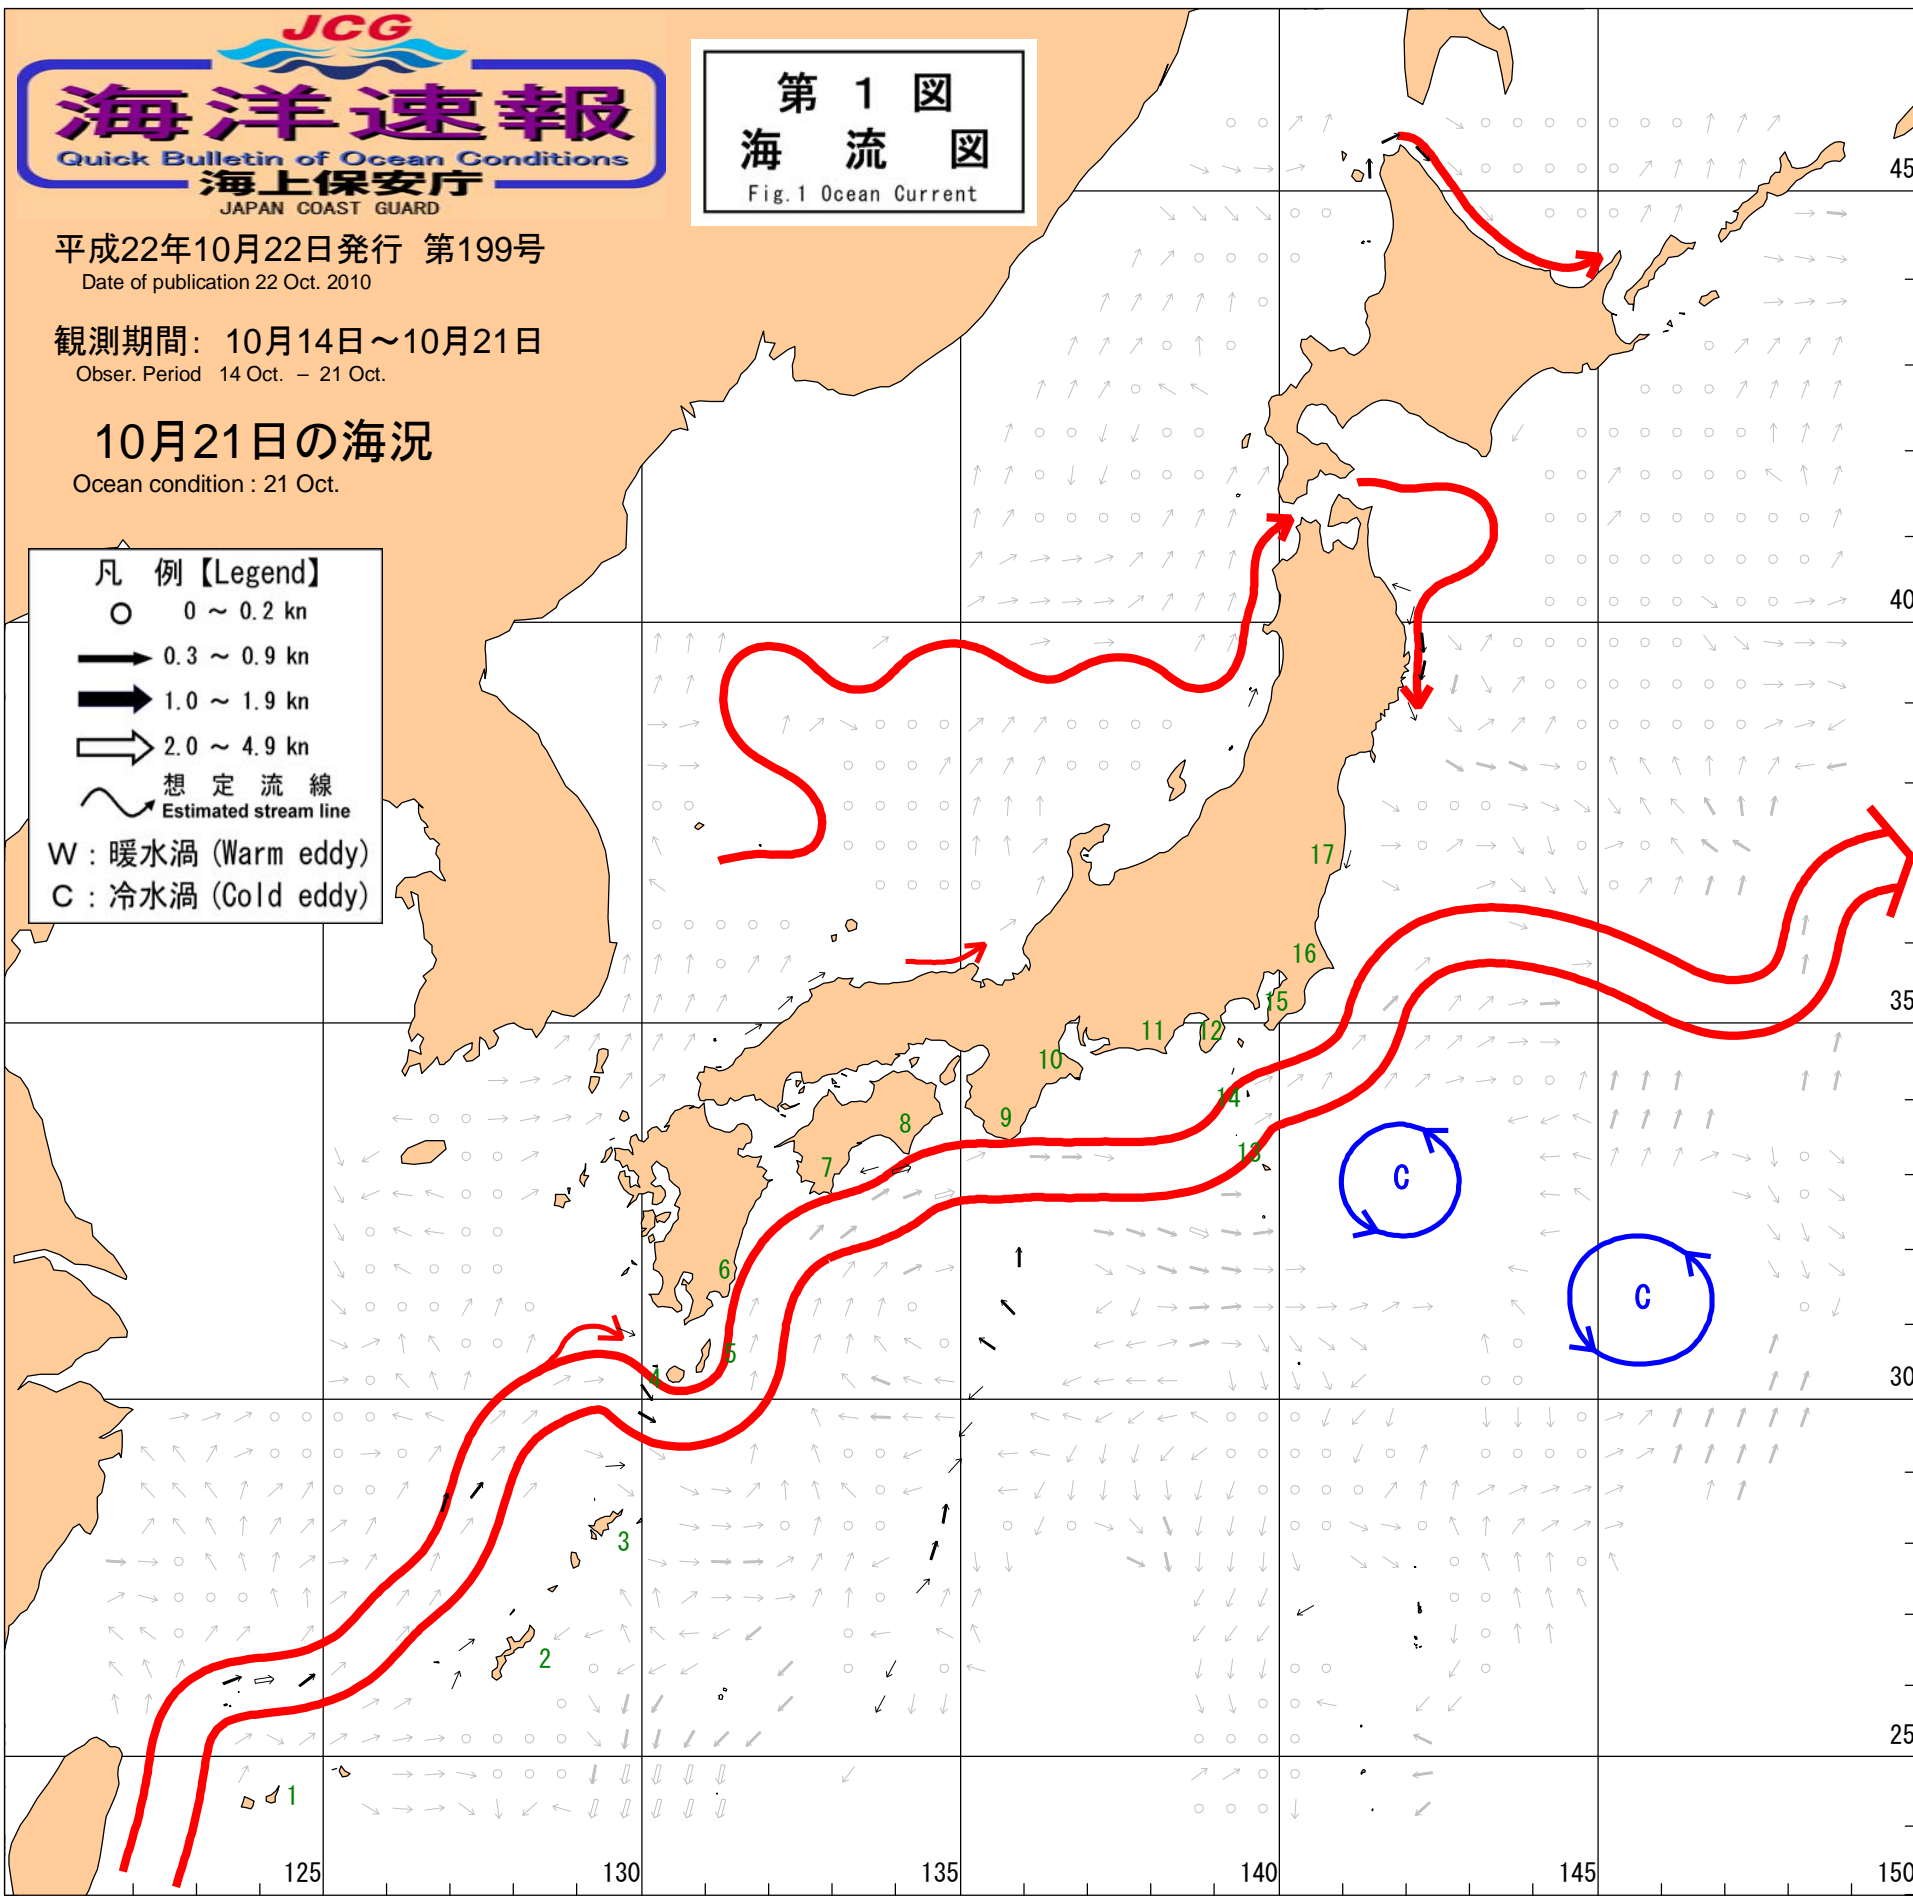 JCG
海洋速報
Quick Bulletin of Ocean Conditions
海上保安庁
JAPAN COAST GUARD
第 1 図
海 流 図
Fig.1 Ocean Current
平成22年10月22日発行 第199号
Date of publication 22 Oct. 2010
観測期間: 10月14日～10月21日
Obser. Period 14 Oct. – 21 Oct.
10月21日の海況
Ocean condition : 21 Oct.
凡 例【Legend】
0 ～ 0.2 kn
0.3 ～ 0.9 kn
1.0 ～ 1.9 kn
2.0 ～ 4.9 kn
想 定 流 線
Estimated stream line
W : 暖水渦 (Warm eddy)
C : 冷水渦 (Cold eddy)
45
40
35
30
25
17
16
15
14
13
12
11
10
9
8
7
6
5
4
3
2
1
C
C
125
130
135
140
145
150